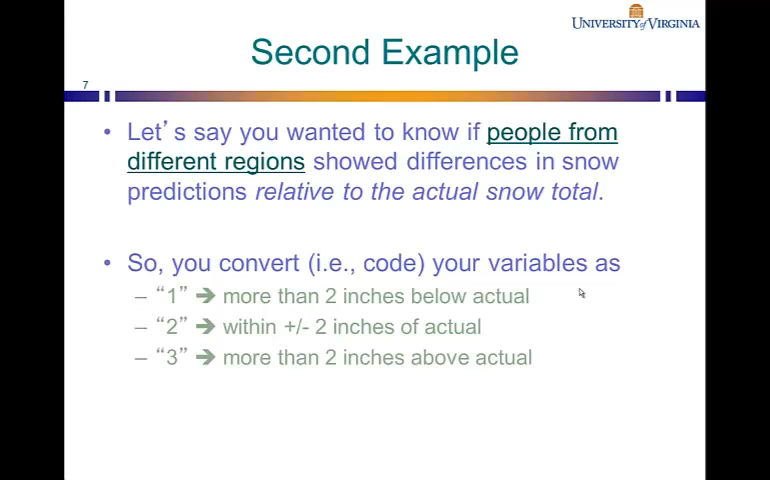 UNIVERSITY of VIRGINIA
Second Example
7
• Let's say you wanted to know if people from
different regions showed differences in snow
predictions relative to the actual snow total.
• So, you convert (i.e., code) your variables as
– “1” ➔ more than 2 inches below actual
– “2” ➔ within +/- 2 inches of actual
– “3” ➔ more than 2 inches above actual